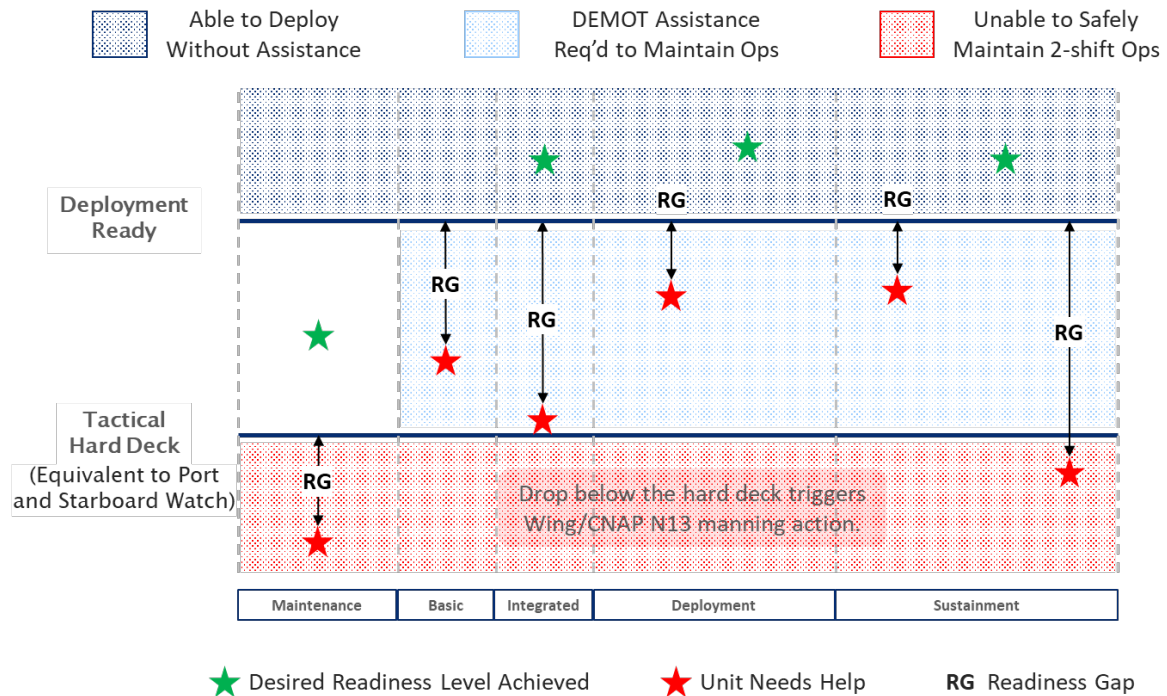 Able to Deploy
Without Assistance
DEMOT Assistance
Req'd to Maintain Ops
Unable to Safely
Maintain 2-shift Ops
Deployment
Ready
RG
RG
RG
RG
RG
Tactical
Hard Deck
(Equivalent to Port
and Starboard Watch)
RG
Drop below the hard deck triggers
Wing/CNAP N13 manning action.
Maintenance
Basic
Integrated
Deployment
Sustainment
Desired Readiness Level Achieved
Unit Needs Help
RG Readiness Gap